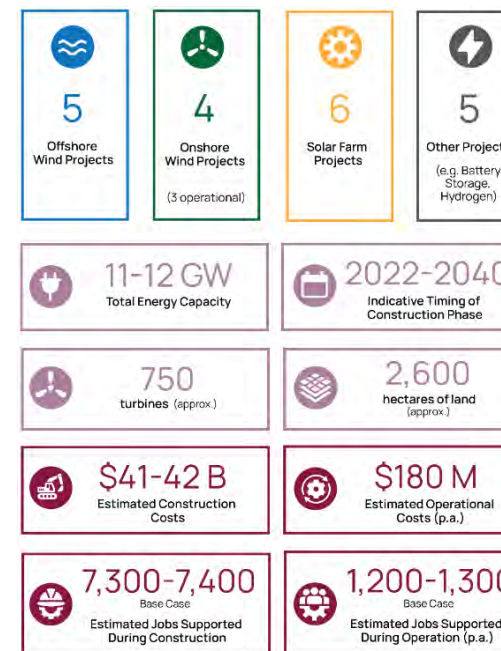 5
Offshore
Wind Projects
4
Onshore
Wind Projects
(3 operational)
6
Solar Farm
Projects
5
Other Project
(e.g. Battery
Storage,
Hydrogen)
11-12 GW
Total Energy Capacity
2022-2040
Indicative Timing of
Construction Phase
750
turbines (approx.)
2,600
hectares of land
(approx.)
$41-42 B
Estimated Construction
Costs
$180 M
Estimated Operational
Costs (p.a.)
7,300-7,400
Base Case
Estimated Jobs Supported
During Construction
1,200-1,300
Base Case
Estimated Jobs Supported
During Operation (p.a.)